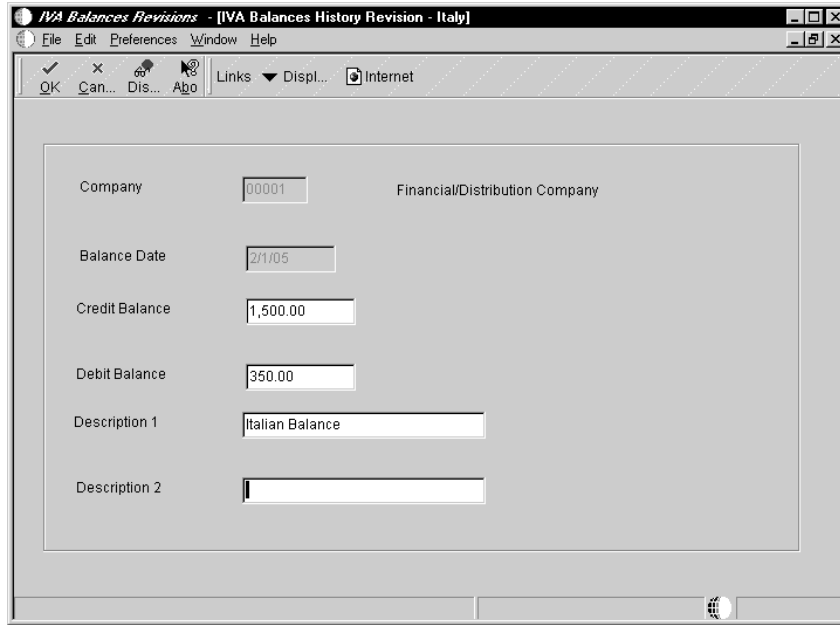 IVA Balances Revisions - [IVA Balances History Revision - Italy]
File Edit Preferences Window Help
OK Can... Dis... Abo Links Displ... Internet
Company 00001 Financial/Distribution Company
Balance Date 2/1/05
Credit Balance 1,500.00
Debit Balance 350.00
Description 1 Italian Balance
Description 2